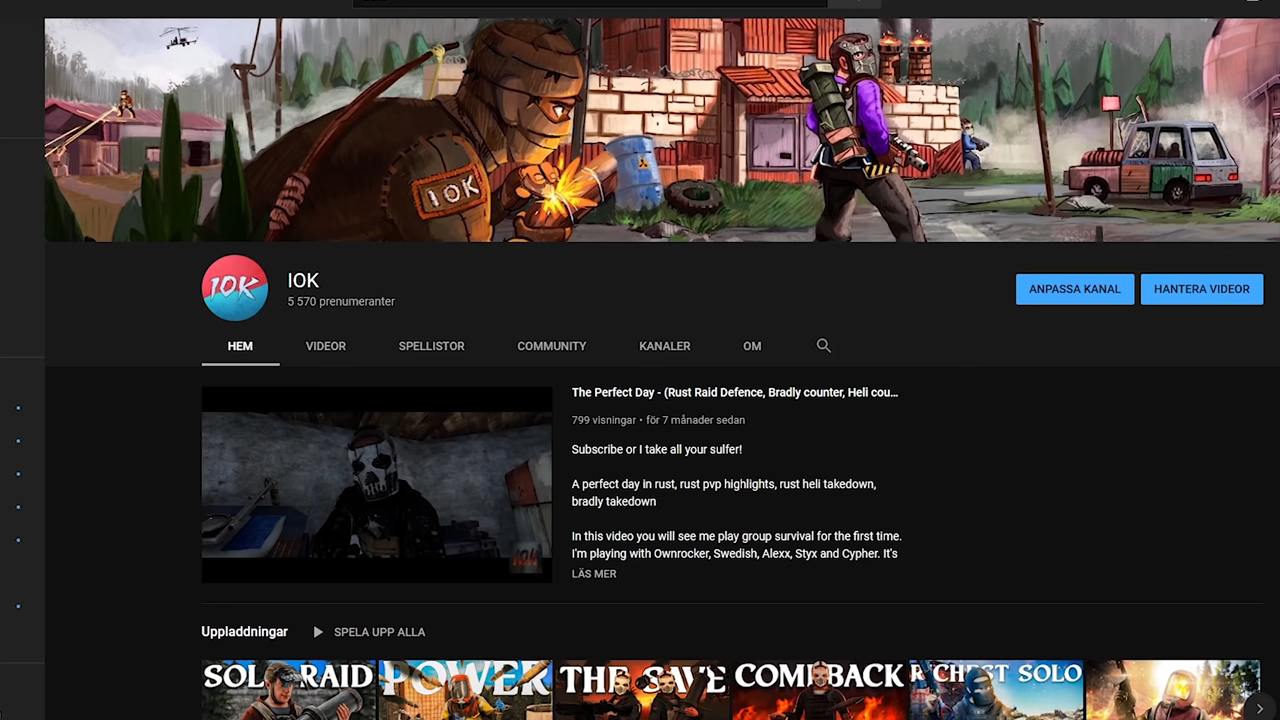 IOK
IOK
IOK
5 570 prenumeranter
ANPASSA KANAL
HANTERA VIDEOR
HEM
VIDEOR
SPELLISTOR
COMMUNITY
KANALER
OM
The Perfect Day - (Rust Raid Defence, Bradly counter, Heli cou...
799 visningar • för 7 månader sedan
Subscribe or I take all your sulfer!
A perfect day in rust, rust pvp highlights, rust heli takedown,
bradly takedown
In this video you will see me play group survival for the first time.
I'm playing with Ownrocker, Swedish, Alexx, Styx and Cypher. It's
LÄS MER
IOK
Uppladdningar
SPELA UPP ALLA
RAID
POWER
THE SAVE
R CHEST SOLO